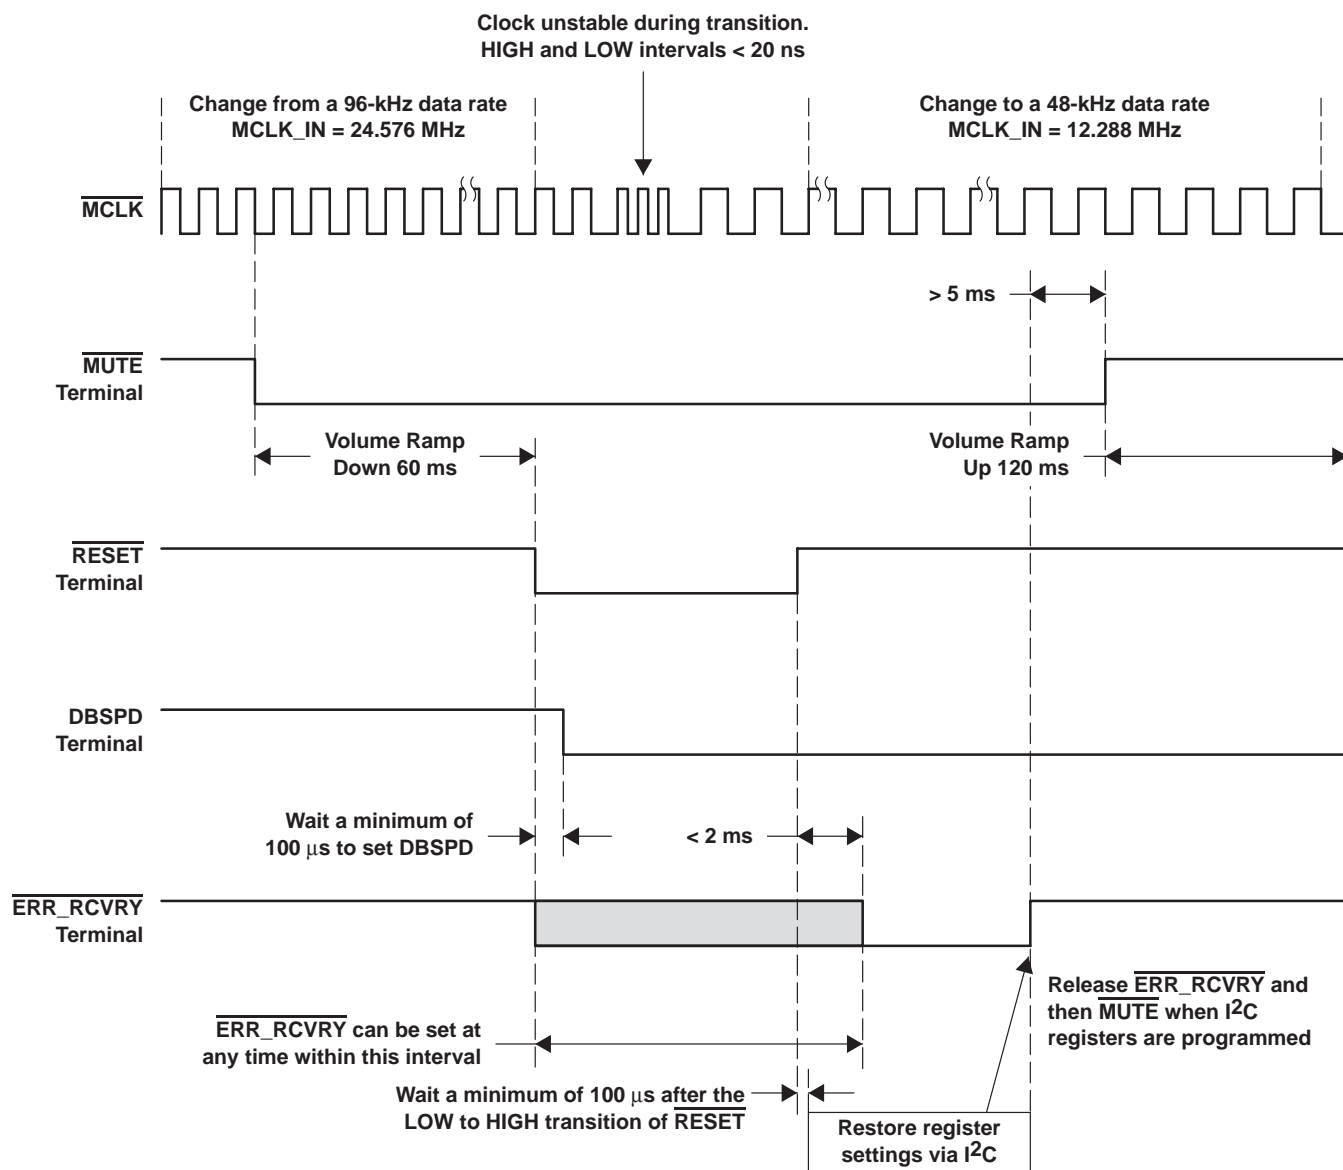 Clock unstable during transition.
HIGH and LOW intervals < 20 ns
Change from a 96-kHz data rate
MCLK_IN = 24.576 MHz
Change to a 48-kHz data rate
MCLK_IN = 12.288 MHz
MCLK
> 5 ms
MUTE
Terminal
Volume Ramp
Down 60 ms
Volume Ramp
Up 120 ms
RESET
Terminal
DBSPD
Terminal
Wait a minimum of
100 μs to set DBSPD
< 2 ms
ERR_RCVRY
Terminal
Release ERR_RCVRY and
then MUTE when I2C
registers are programmed
ERR_RCVRY can be set at
any time within this interval
Wait a minimum of 100 μs after the
LOW to HIGH transition of RESET
Restore register
settings via I2C